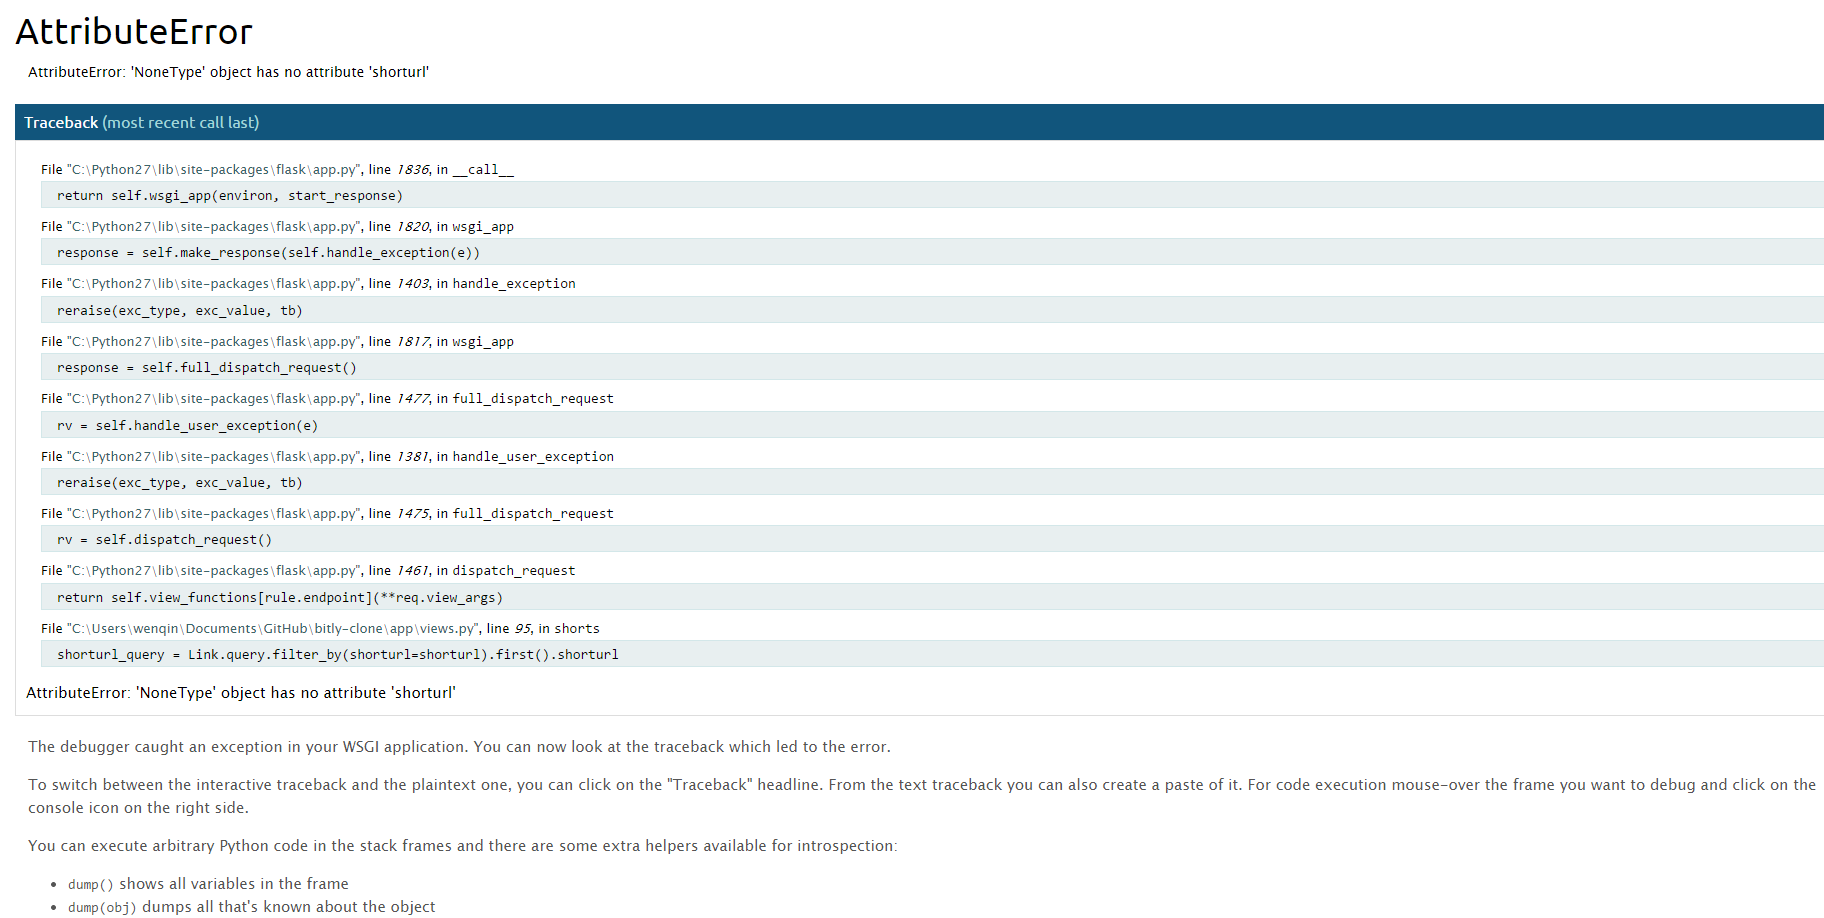 AttributeError
AttributeError: 'NoneType' object has no attribute 'shorturl'
Traceback (most recent call last)
File "C:\Python27\lib\site-packages\flask\app.py", line 1836, in __call__
return self.wsgi_app(environ, start_response)
File "C:\Python27\lib\site-packages\flask\app.py", line 1820, in wsgi_app
response = self.make_response(self.handle_exception(e))
File "C:\Python27\lib\site-packages\flask\app.py", line 1403, in handle_exception
reraise(exc_type, exc_value, tb)
File "C:\Python27\lib\site-packages\flask\app.py", line 1817, in wsgi_app
response = self.full_dispatch_request()
File "C:\Python27\lib\site-packages\flask\app.py", line 1477, in full_dispatch_request
rv = self.handle_user_exception(e)
File "C:\Python27\lib\site-packages\flask\app.py", line 1381, in handle_user_exception
reraise(exc_type, exc_value, tb)
File "C:\Python27\lib\site-packages\flask\app.py", line 1475, in full_dispatch_request
rv = self.dispatch_request()
File "C:\Python27\lib\site-packages\flask\app.py", line 1461, in dispatch_request
return self.view_functions[rule.endpoint](**req.view_args)
File "C:\Users\wenqin\Documents\GitHub\bitly-clone\app\views.py", line 95, in shorts
shorturl_query = Link.query.filter_by(shorturl=shorturl).first().shorturl
AttributeError: 'NoneType' object has no attribute 'shorturl'
The debugger caught an exception in your WSGI application. You can now look at the traceback which led to the error.
To switch between the interactive traceback and the plaintext one, you can click on the "Traceback" headline. From the text traceback you can also create a paste of it. For code execution mouse-over the frame you want to debug and click on the
console icon on the right side.
You can execute arbitrary Python code in the stack frames and there are some extra helpers available for introspection:
• dump() shows all variables in the frame
• dump(obj) dumps all that's known about the object